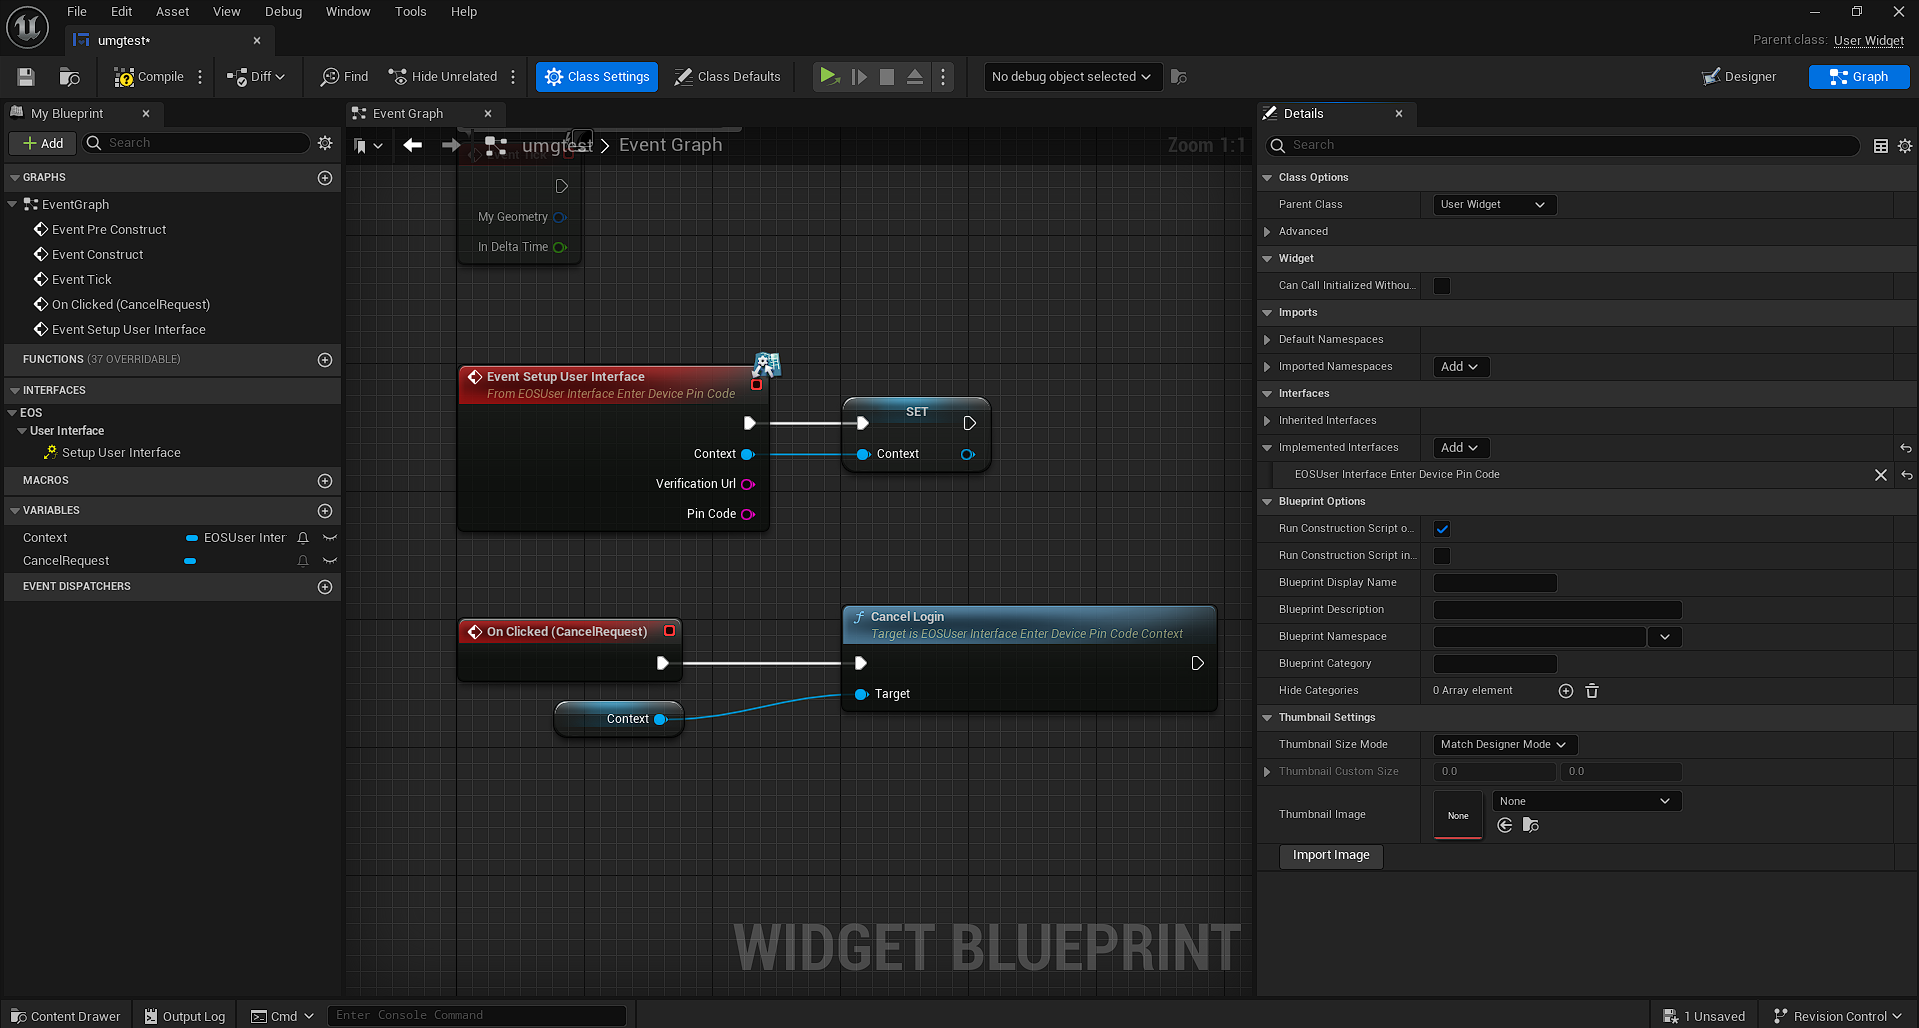 File Edit Asset View Debug Window Tools Help
umgtest*
Parent class: User Widget
Compile Diff Find Hide Unrelated Class Settings Class Defaults No debug object selected Designer Graph
My Blueprint
Add Search
GRAPHS
EventGraph
Event Pre Construct
Event Construct
Event Tick
On Clicked (CancelRequest)
Event Setup User Interface
FUNCTIONS (37 OVERRIDABLE)
INTERFACES
EOS
User Interface
Setup User Interface
MACROS
VARIABLES
Context EOSUser Inter
CancelRequest
EVENT DISPATCHERS
Event Graph
umgtest > Event Graph
Zoom 1:1
Event Tick
My Geometry
In Delta Time
Event Setup User Interface
From EOSUser Interface Enter Device Pin Code
Context
Verification Url
Pin Code
SET
Context
On Clicked (CancelRequest)
Context
Cancel Login
Target is EOSUser Interface Enter Device Pin Code Context
Target
WIDGET BLUEPRINT
Details
Search
Class Options
Parent Class User Widget
Advanced
Widget
Can Call Initialized Withou...
Imports
Default Namespaces
Imported Namespaces Add
Interfaces
Inherited Interfaces
Implemented Interfaces Add
EOSUser Interface Enter Device Pin Code
Blueprint Options
Run Construction Script o...
Run Construction Script in...
Blueprint Display Name
Blueprint Description
Blueprint Namespace
Blueprint Category
Hide Categories 0 Array element
Thumbnail Settings
Thumbnail Size Mode Match Designer Mode
Thumbnail Custom Size 0.0 0.0
Thumbnail Image None None
Import Image
Content Drawer Output Log Cmd Enter Console Command 1 Unsaved Revision Control